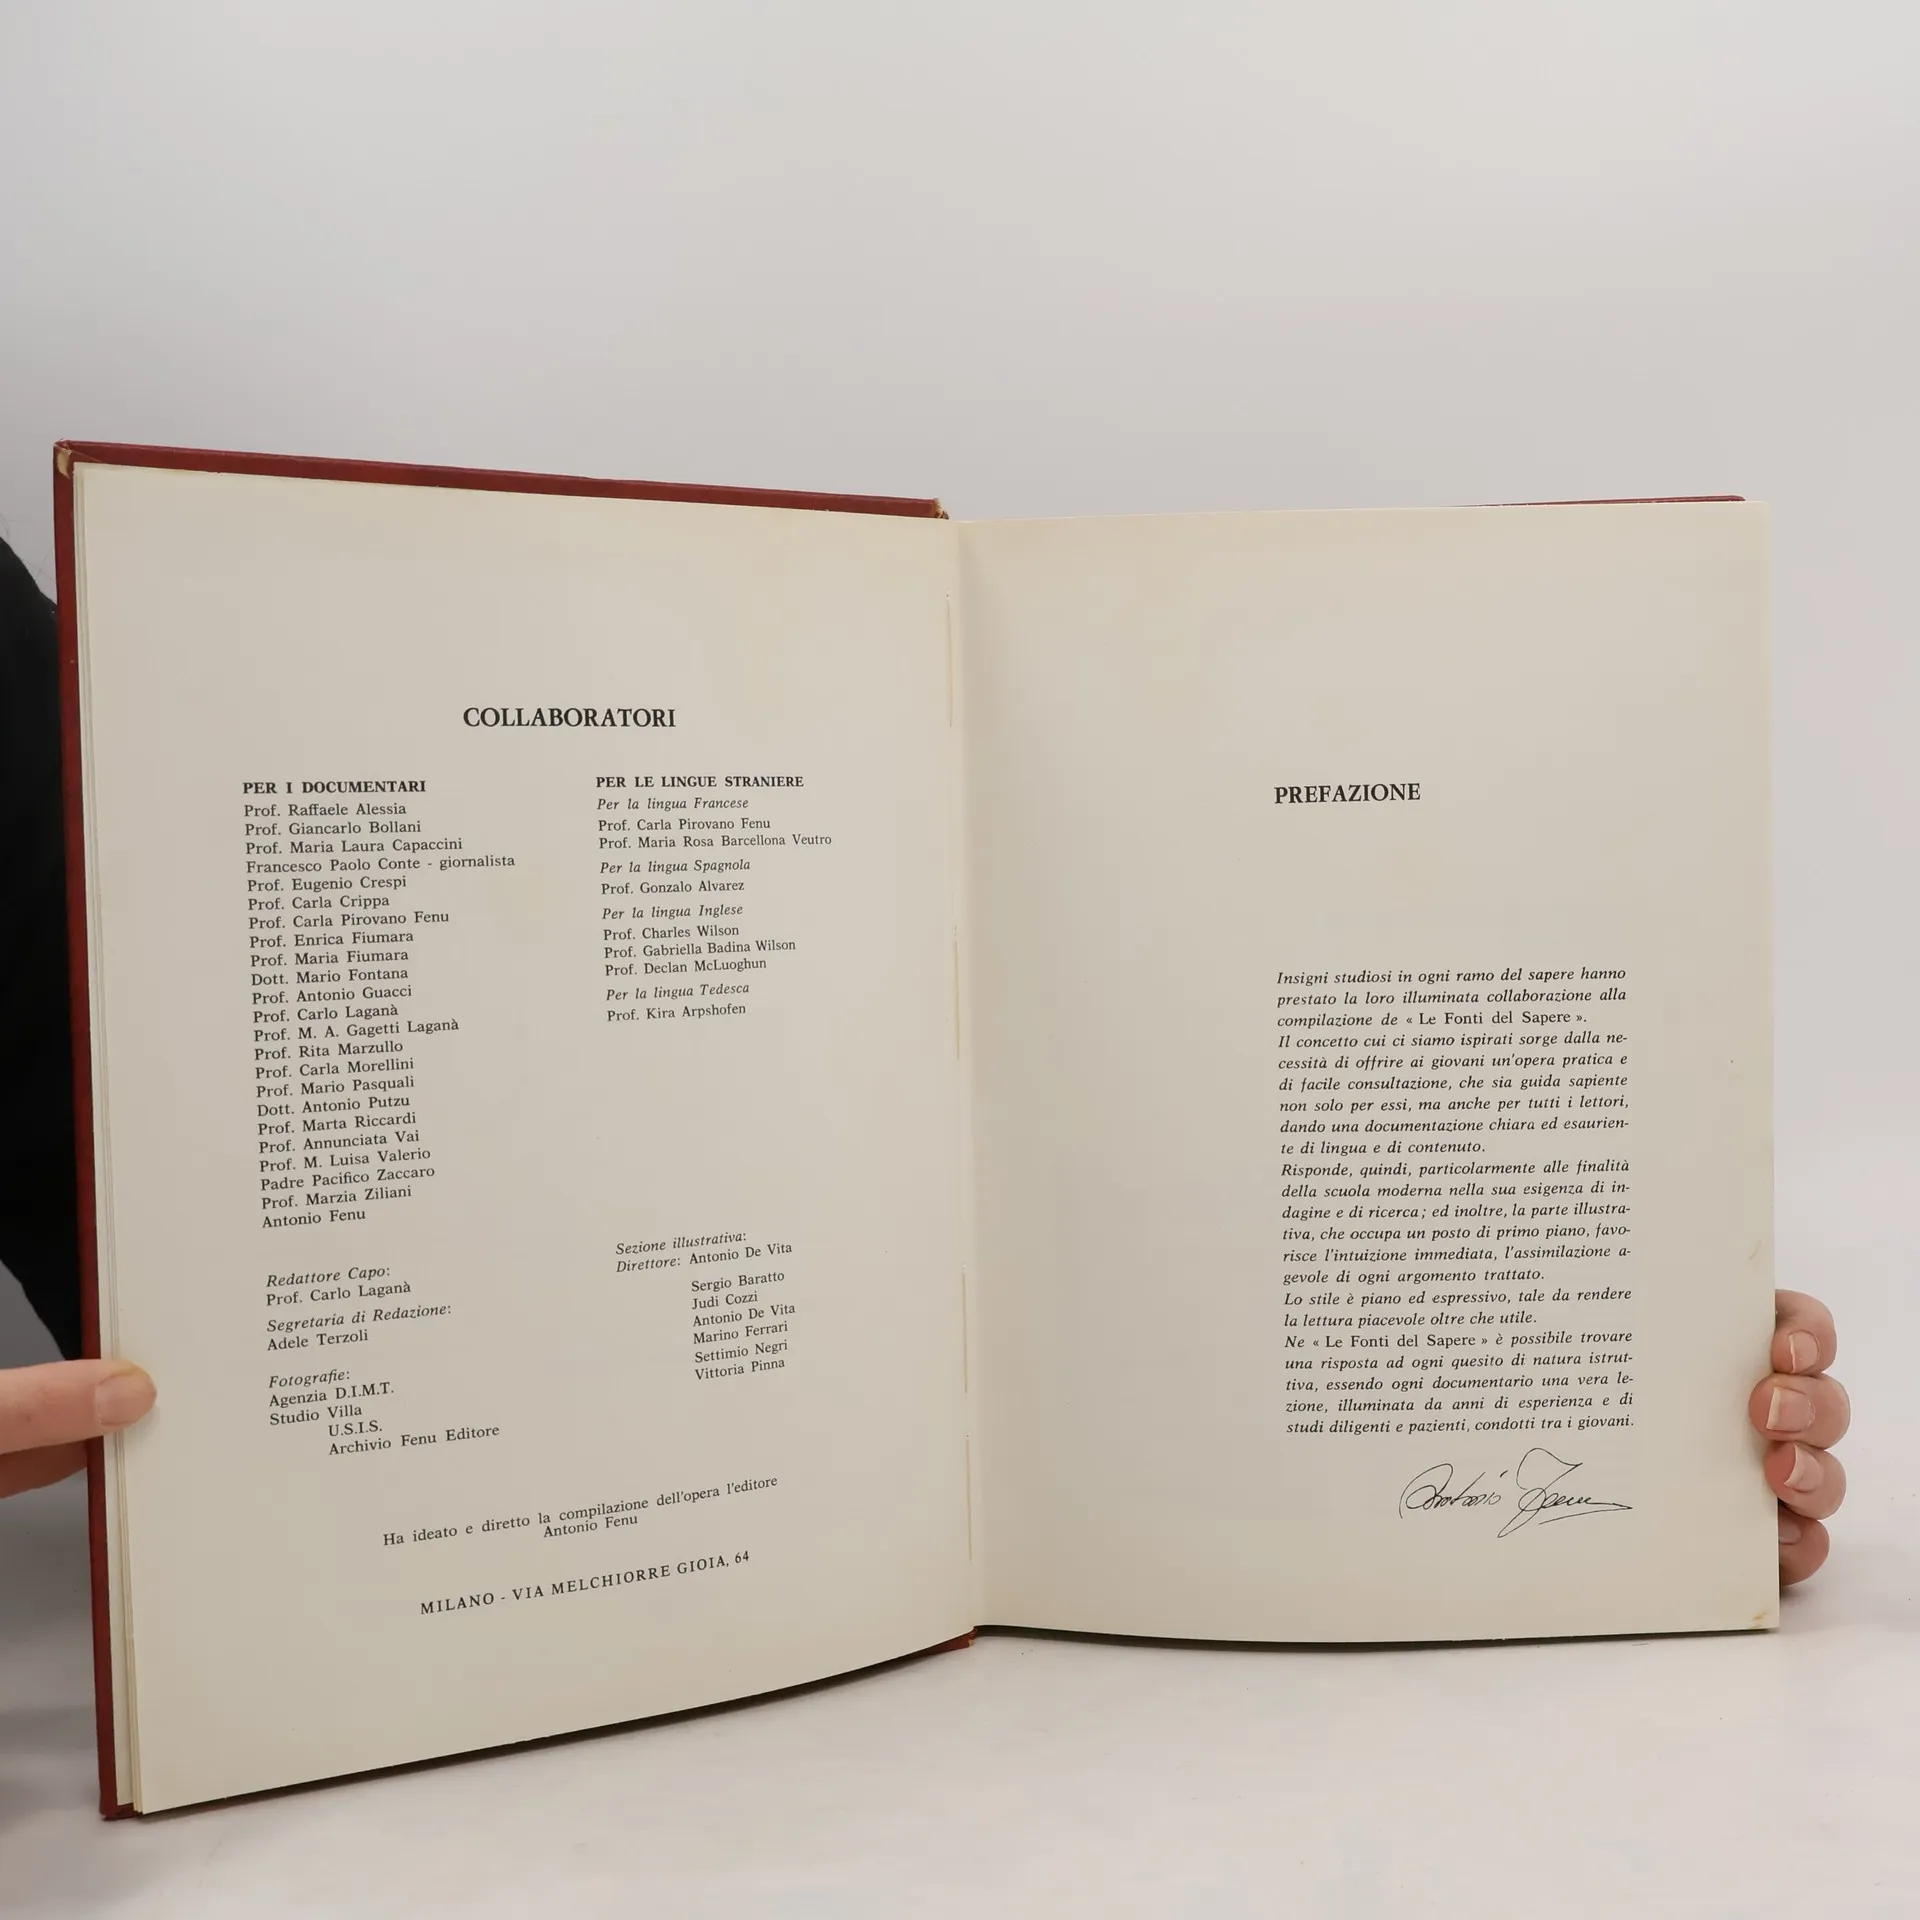 COLLABORATORI
PER I DOCUMENTARI
Prof. Raffaele Alessia
Prof. Giancarlo Bollani
Prof. Maria Laura Capaccini
Francesco Paolo Conte - giornalista
Prof. Eugenio Crespi
Prof. Carla Crippa
Prof. Carla Pirovano Fenu
Prof. Enrica Fiumara
Prof. Maria Fiumara
Dott. Mario Fontana
Prof. Antonio Guacci
Prof. Carlo Laganà
Prof. M. A. Gagetti Laganà
Prof. Rita Marzullo
Prof. Carla Morellini
Prof. Mario Pasquali
Dott. Antonio Putzu
Prof. Marta Riccardi
Prof. Annunciata Vai
Prof. M. Luisa Valerio
Padre Pacifico Zaccaro
Prof. Marzia Ziliani
Antonio Fenu
Redattore Capo:
Prof. Carlo Laganà
Segretaria di Redazione:
Adele Terzoli
Fotografie:
Agenzia D.I.M.T.
Studio Villa
U.S.I.S.
Archivio Fenu Editore
PER LE LINGUE STRANIERE
Per la lingua Francese
Prof. Carla Pirovano Fenu
Prof. Maria Rosa Barcellona Veutro
Per la lingua Spagnola
Prof. Gonzalo Alvarez
Per la lingua Inglese
Prof. Charles Wilson
Prof. Gabriella Badina Wilson
Prof. Declan McLuoghun
Per la lingua Tedesca
Prof. Kira Arpshofen
Sezione illustrativa:
Direttore: Antonio De Vita
Sergio Baratto
Judi Cozzi
Antonio De Vita
Marino Ferrari
Settimio Negri
Vittoria Pinna
Ha ideato e diretto la compilazione dell'opera l'editore
Antonio Fenu
MILANO - VIA MELCHIORRE GIOIA, 64
PREFAZIONE
Insigni studiosi in ogni ramo del sapere hanno
prestato la loro illuminata collaborazione alla
compilazione de « Le Fonti del Sapere ».
Il concetto cui ci siamo ispirati sorge dalla ne-
cessità di offrire ai giovani un'opera pratica e
di facile consultazione, che sia guida sapiente
non solo per essi, ma anche per tutti i lettori,
dando una documentazione chiara ed esaurien-
te di lingua e di contenuto.
Risponde, quindi, particolarmente alle finalità
della scuola moderna nella sua esigenza di in-
dagine e di ricerca; ed inoltre, la parte illustra-
tiva, che occupa un posto di primo piano, favo-
risce l'intuizione immediata, l'assimilazione a-
gevole di ogni argomento trattato.
Lo stile è piano ed espressivo, tale da rendere
la lettura piacevole oltre che utile.
Ne « Le Fonti del Sapere » è possibile trovare
una risposta ad ogni quesito di natura istrut-
tiva, essendo ogni documentario una vera le-
zione, illuminata da anni di esperienza e di
studi diligenti e pazienti, condotti tra i giovani.
Antonio Fenu